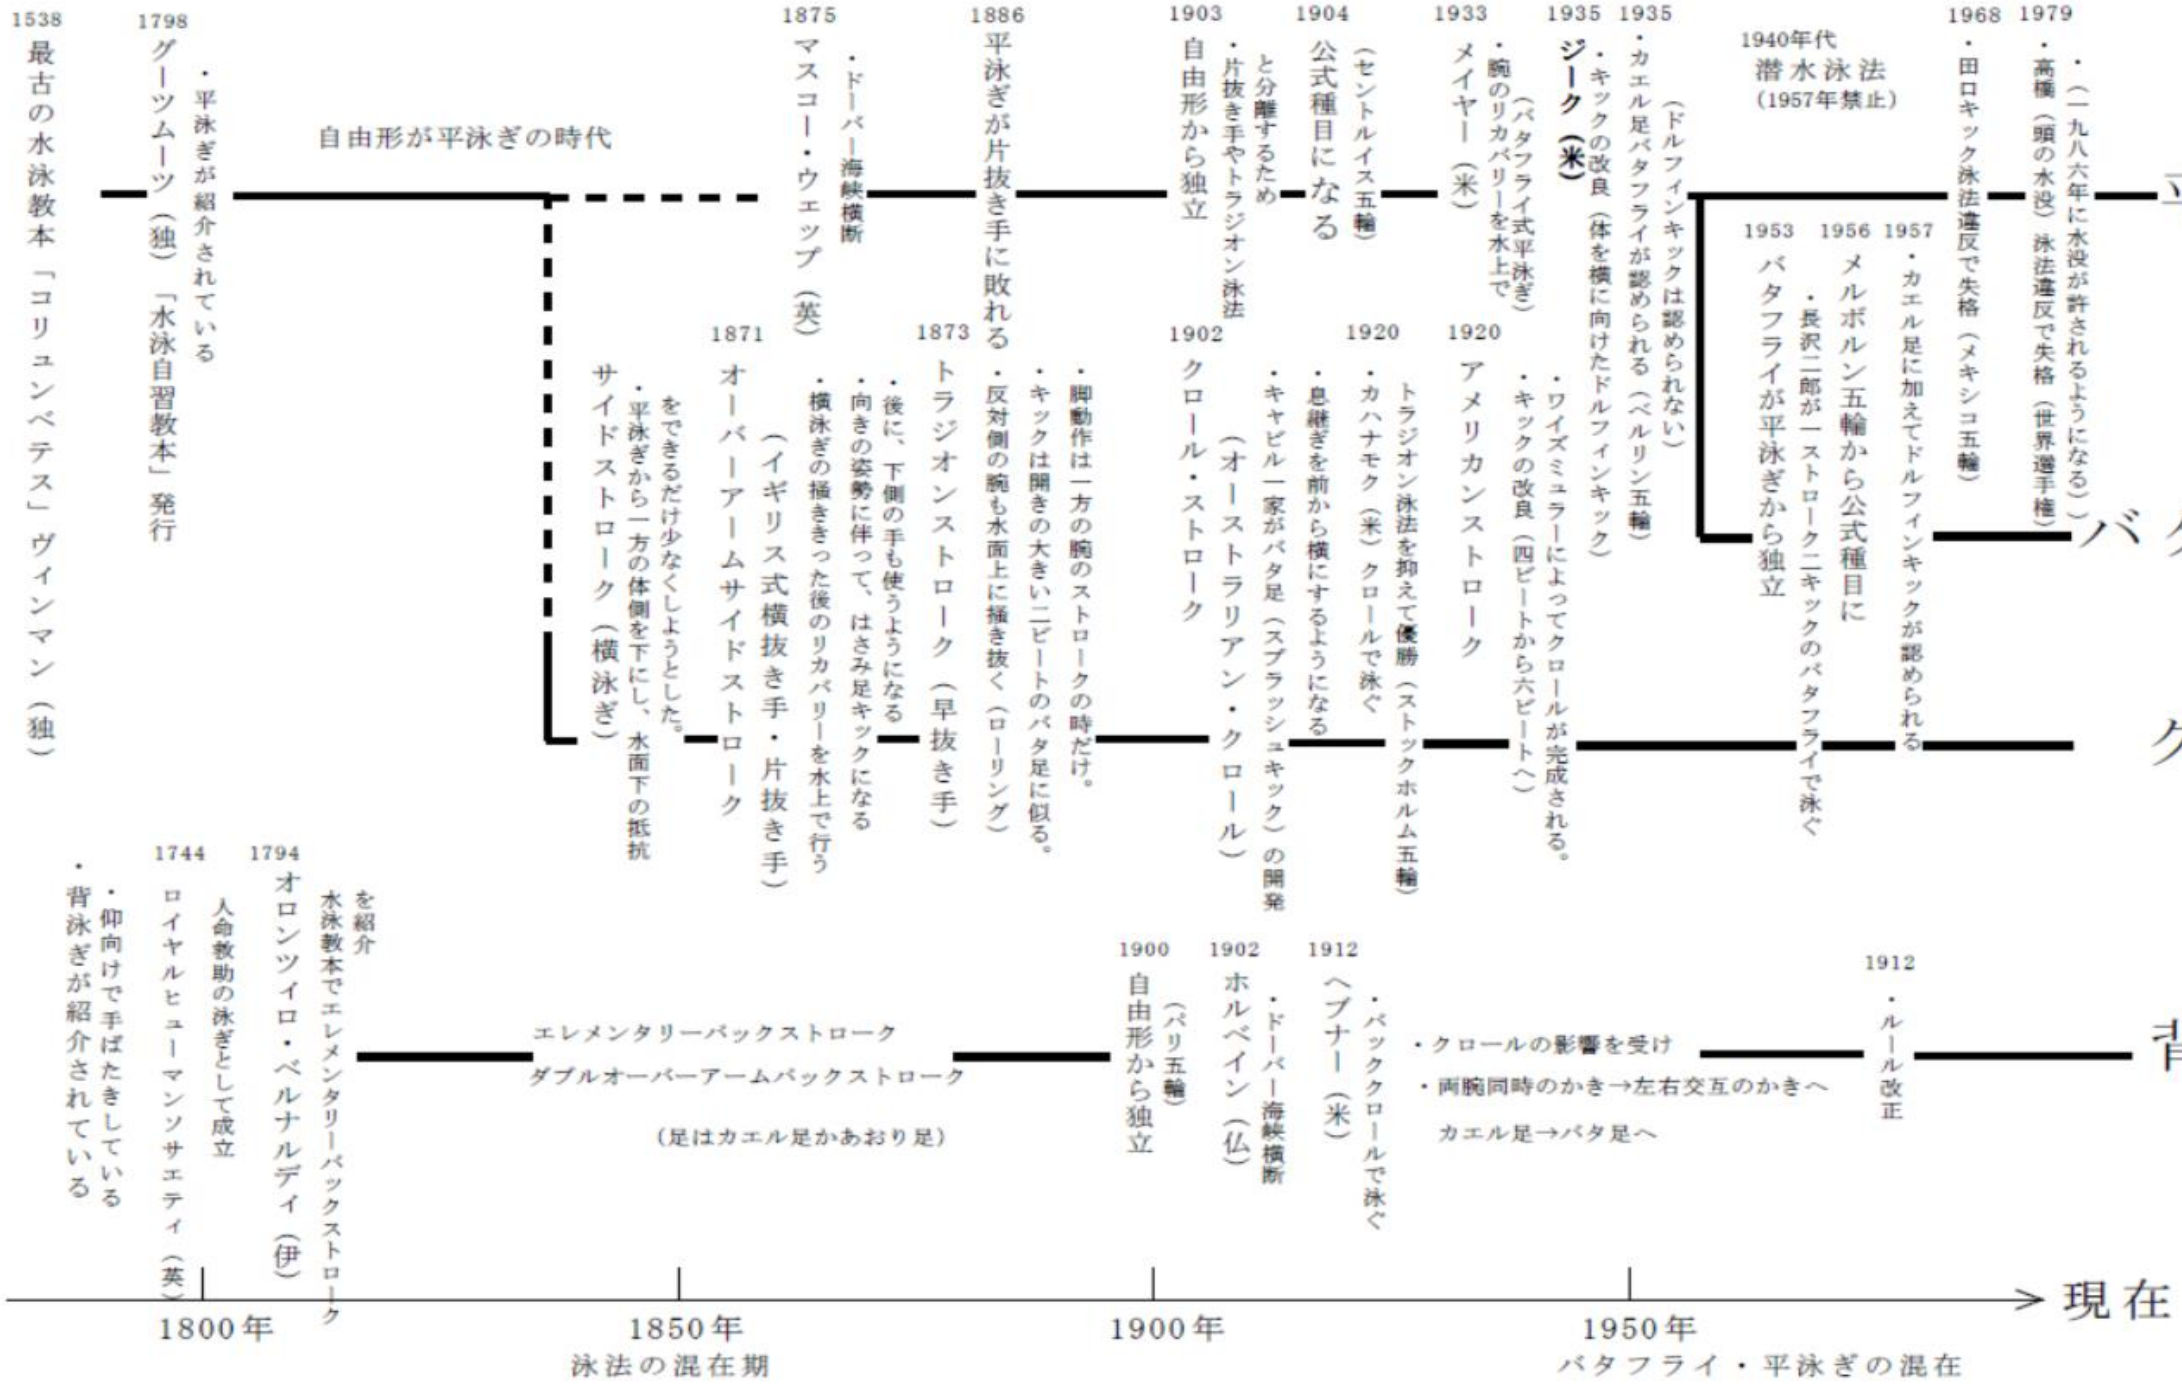 1538
最古の水泳教本「コリュンベテス」ヴィンマン（独）
1798
グーツムーツ（独）「水泳自習教本」発行
・平泳ぎが紹介されている
自由形が平泳ぎの時代
1875
マスコー・ウェップ（英）
・ドーバー海峡横断
1886
平泳ぎが片抜き手に敗れる
1903
自由形から独立
・片抜き手やトラジオン泳法
と分離するため
1904
公式種目になる
（セントルイス五輪）
1933
メイヤー（米）
・腕のリカバリーを水上で
（バタフライ式平泳ぎ）
1935
ジーク（米）
・キックの改良（体を横に向けたドルフィンキック）
1935
・カエル足バタフライが認められる（ベルリン五輪）
（ドルフィンキックは認められない）
1940年代
潜水泳法
（1957年禁止）
1968
・田口キック泳法違反で失格（メキシコ五輪）
1979
・高橋（頭の水没）泳法違反で失格（世界選手権）
・（一九八六年に水没が許されるようになる）
1953
バタフライが平泳ぎから独立
・長沢二郎が一ストローク二キックのバタフライで泳ぐ
1956
メルボルン五輪から公式種目に
1957
・カエル足に加えてドルフィンキックが認められる
バタ
サイドストローク（横泳ぎ）
・平泳ぎから一方の体側を下にし、水面下の抵抗
をできるだけ少なくしようとした。
1871
オーバーアームサイドストローク
（イギリス式横抜き手・片抜き手）
・横泳ぎの掻ききった後のリカバリーを水上で行う
・向きの姿勢に伴って、はさみ足キックになる
・後に、下側の手も使うようになる
1873
トラジオンストローク（早抜き手）
・反対側の腕も水面上に掻き抜く（ローリング）
・キックは開きの大きい二ビートのバタ足に似る。
・脚動作は一方の腕のストロークの時だけ。
1902
クロール・ストローク
（オーストラリアン・クロール）
・キャビル一家がバタ足（スプラッシュキック）の開発
・息継ぎを前から横にするようになる
1920
・カハナモク（米）クロールで泳ぐ
トラジオン泳法を抑えて優勝（ストックホルム五輪）
1920
アメリカンストローク
・キックの改良（四ビートから六ビートへ）
・ワイズミュラーによってクロールが完成される。
ク
・背泳ぎが紹介されている
・仰向けで手ばたきしている
1744
ロイヤルヒューマンソサエティ（英）
人命救助の泳ぎとして成立
1794
オロンツイロ・ベルナルディ（伊）
水泳教本でエレメンタリーバックストローク
を紹介
エレメンタリーバックストローク
ダブルオーバーアームバックストローク
（足はカエル足かあおり足）
1900
自由形から独立
（パリ五輪）
1902
ホルベイン（仏）
・ドーバー海峡横断
1912
ヘブナー（米）
・バッククロールで泳ぐ
・クロールの影響を受け
・両腕同時のかき→左右交互のかきへ
カエル足→バタ足へ
1912
・ルール改正
1800年
1850年
1900年
1950年
現在
泳法の混在期
バタフライ・平泳ぎの混在